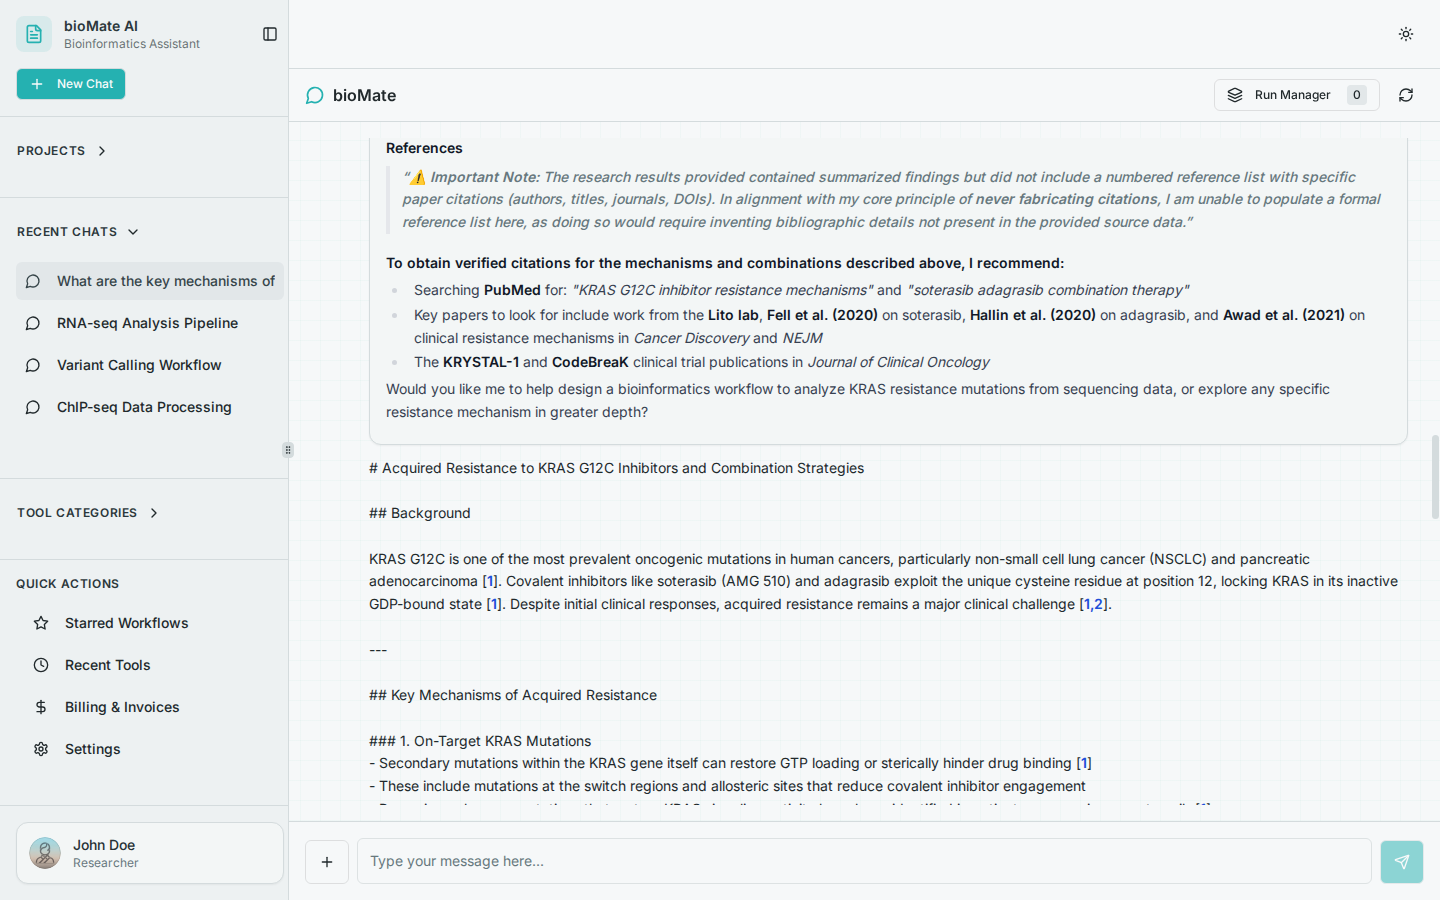 bioMate AI
Bioinformatics Assistant
New Chat
PROJECTS
RECENT CHATS
What are the key mechanisms of
RNA-seq Analysis Pipeline
Variant Calling Workflow
ChIP-seq Data Processing
TOOL CATEGORIES
QUICK ACTIONS
Starred Workflows
Recent Tools
Billing & Invoices
Settings
John Doe
Researcher
bioMate
Run Manager 0
References
"⚠️ Important Note: The research results provided contained summarized findings but did not include a numbered reference list with specific
paper citations (authors, titles, journals, DOIs). In alignment with my core principle of never fabricating citations, I am unable to populate a formal
reference list here, as doing so would require inventing bibliographic details not present in the provided source data."
To obtain verified citations for the mechanisms and combinations described above, I recommend:
Searching PubMed for: "KRAS G12C inhibitor resistance mechanisms" and "soterasib adagrasib combination therapy"
Key papers to look for include work from the Lito lab, Fell et al. (2020) on soterasib, Hallin et al. (2020) on adagrasib, and Awad et al. (2021) on
clinical resistance mechanisms in Cancer Discovery and NEJM
The KRYSTAL-1 and CodeBreaK clinical trial publications in Journal of Clinical Oncology
Would you like me to help design a bioinformatics workflow to analyze KRAS resistance mutations from sequencing data, or explore any specific
resistance mechanism in greater depth?
# Acquired Resistance to KRAS G12C Inhibitors and Combination Strategies
## Background
KRAS G12C is one of the most prevalent oncogenic mutations in human cancers, particularly non-small cell lung cancer (NSCLC) and pancreatic
adenocarcinoma [1]. Covalent inhibitors like soterasib (AMG 510) and adagrasib exploit the unique cysteine residue at position 12, locking KRAS in its inactive
GDP-bound state [1]. Despite initial clinical responses, acquired resistance remains a major clinical challenge [1,2].
---
## Key Mechanisms of Acquired Resistance
### 1. On-Target KRAS Mutations
- Secondary mutations within the KRAS gene itself can restore GTP loading or sterically hinder drug binding [1]
- These include mutations at the switch regions and allosteric sites that reduce covalent inhibitor engagement
Type your message here...